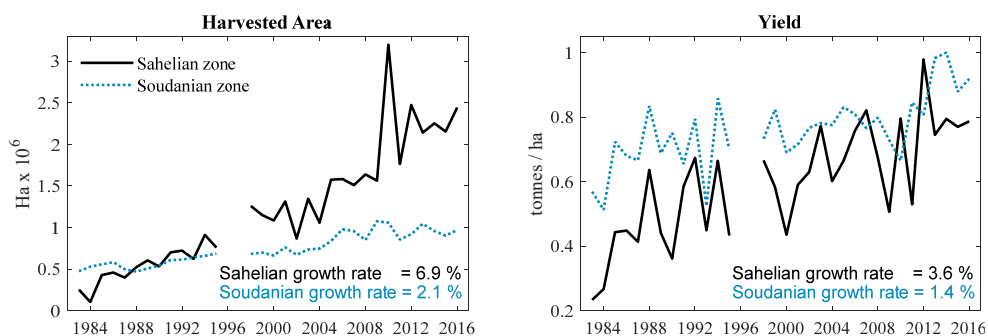 Harvested Area
Ha x 10^6
3
2.5
2
1.5
1
0.5
0
Sahelian zone
Soudanian zone
Sahelian growth rate = 6.9 %
Soudanian growth rate = 2.1 %
1984 1988 1992 1996 2000 2004 2008 2012 2016
Yield
tonnes / ha
1
0.8
0.6
0.4
0.2
Sahelian growth rate = 3.6 %
Soudanian growth rate = 1.4 %
1984 1988 1992 1996 2000 2004 2008 2012 2016